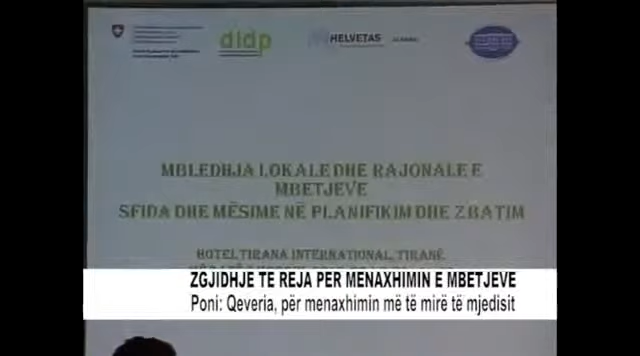 didp
HELVETAS
MBLEDHJA LOKALE DHE RAJONALE E
MBETJEVE
SFIDA DHE MËSIME NË PLANIFIKIM DHE ZBATIM
HOTEL TIRANA INTERNATIONAL, TIRANË
ZGJIDHJE TE REJA PER MENAXHIMIN E MBETJEVE
Poni: Qeveria, për menaxhimin më të mirë të mjedisit